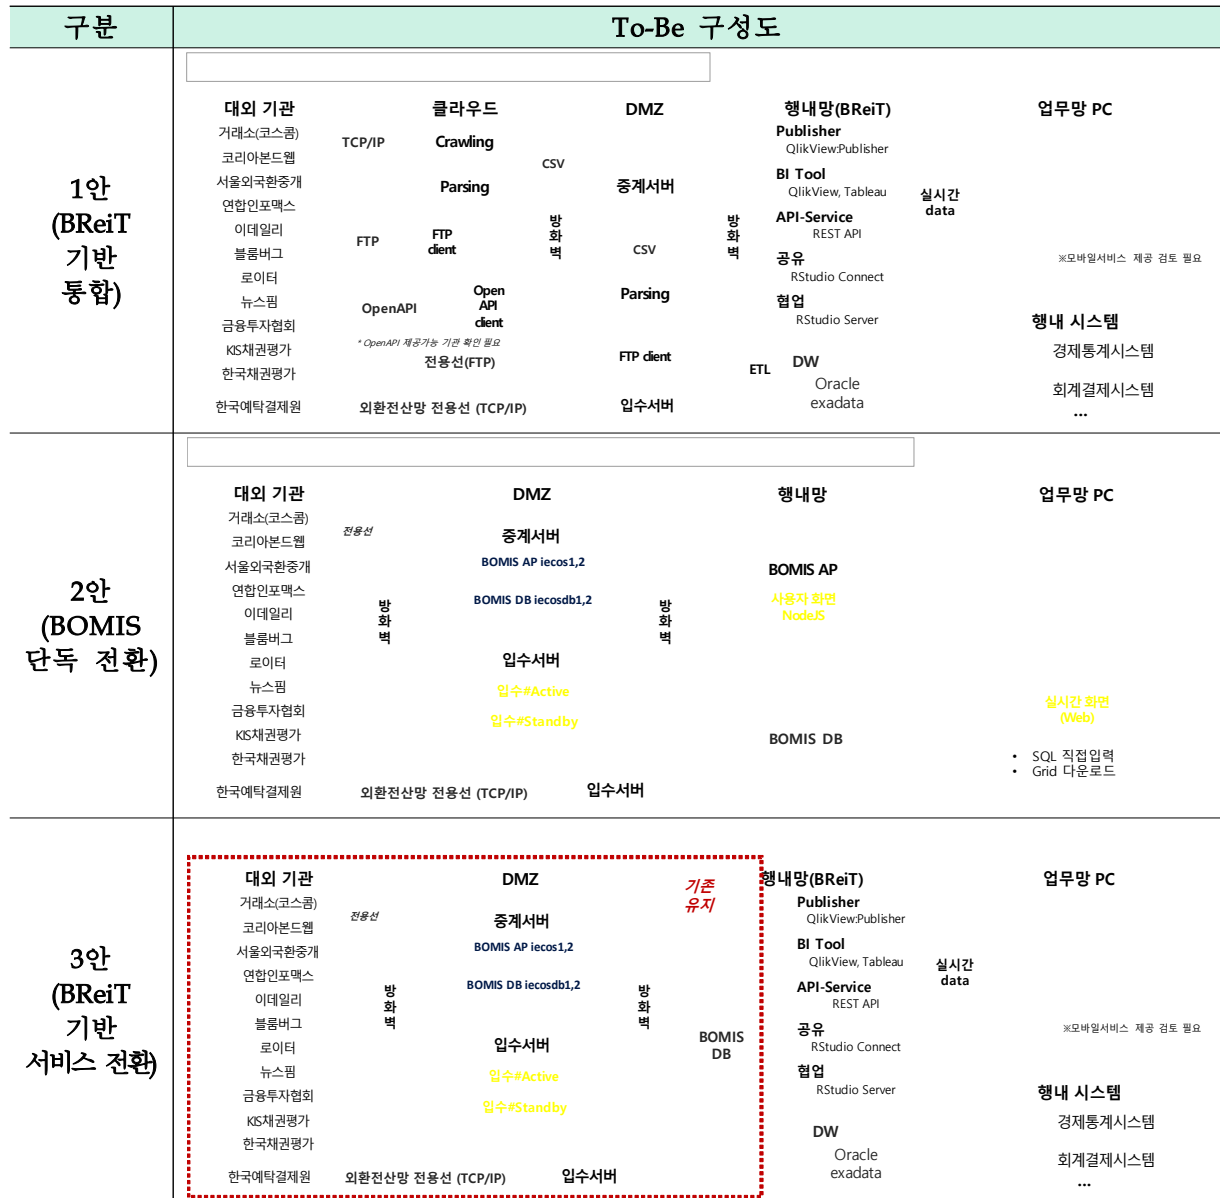 구분
To-Be 구성도
1안
(BReiT
기반
통합)
대외 기관
거래소(코스콤)
코리아본드웹
서울외국환중개
연합인포맥스
이데일리
블룸버그
로이터
뉴스핌
금융투자협회
KIS채권평가
한국채권평가
한국예탁결제원
클라우드
TCP/IP
Crawling
CSV
Parsing
FTP
FTP
client
OpenAPI
Open
API
client
* OpenAPI 제공가능 기관 확인 필요
전용선(FTP)
외환전산망 전용선 (TCP/IP)
방
화
벽
DMZ
중계서버
CSV
Parsing
FTP client
입수서버
방
화
벽
ETL
행내망(BReiT)
Publisher
QlikView:Publisher
BI Tool
QlikView, Tableau
API-Service
REST API
공유
RStudio Connect
협업
RStudio Server
DW
Oracle
exadata
실시간
data
업무망 PC
※모바일서비스 제공 검토 필요
행내 시스템
경제통계시스템
회계결제시스템
...
2안
(BOMIS
단독 전환)
대외 기관
거래소(코스콤)
코리아본드웹
서울외국환중개
연합인포맥스
이데일리
블룸버그
로이터
뉴스핌
금융투자협회
KIS채권평가
한국채권평가
한국예탁결제원
전용선
방
화
벽
외환전산망 전용선 (TCP/IP)
DMZ
중계서버
BOMIS AP iecos1,2
BOMIS DB iecosdb1,2
입수서버
입수#Active
입수#Standby
입수서버
방
화
벽
행내망
BOMIS AP
사용자 화면
NodeJS
BOMIS DB
업무망 PC
실시간 화면
(Web)
• SQL 직접입력
• Grid 다운로드
3안
(BReiT
기반
서비스 전환)
대외 기관
거래소(코스콤)
코리아본드웹
서울외국환중개
연합인포맥스
이데일리
블룸버그
로이터
뉴스핌
금융투자협회
KIS채권평가
한국채권평가
한국예탁결제원
전용선
방
화
벽
외환전산망 전용선 (TCP/IP)
DMZ
중계서버
BOMIS AP iecos1,2
BOMIS DB iecosdb1,2
입수서버
입수#Active
입수#Standby
입수서버
방
화
벽
기존
유지
BOMIS
DB
행내망(BReiT)
Publisher
QlikView:Publisher
BI Tool
QlikView, Tableau
API-Service
REST API
공유
RStudio Connect
협업
RStudio Server
DW
Oracle
exadata
실시간
data
업무망 PC
※모바일서비스 제공 검토 필요
행내 시스템
경제통계시스템
회계결제시스템
...